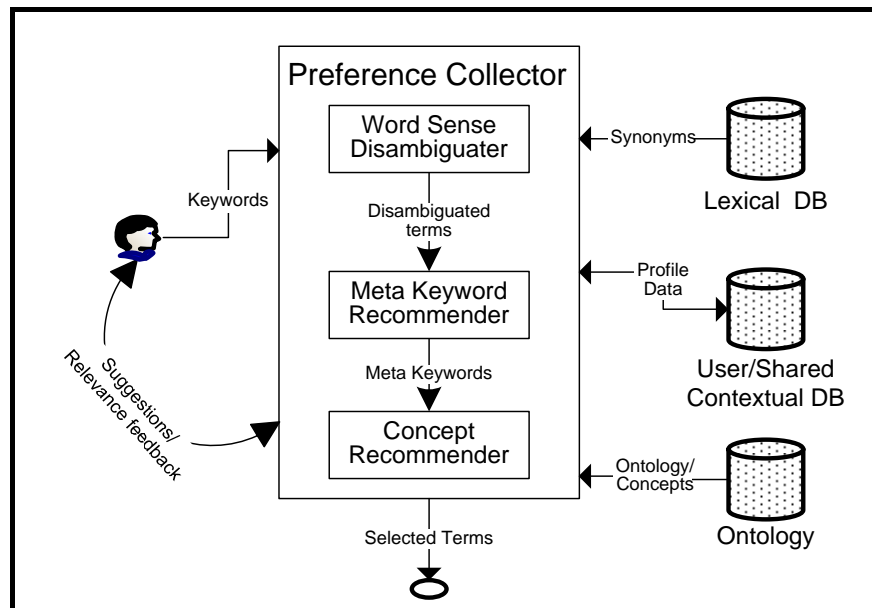 Preference Collector
Word Sense
Disambiguater
Keywords
Synonyms
Lexical DB
Disambiguated
terms
Meta Keyword
Recommender
Profile
Data
User/Shared
Contextual DB
Meta Keywords
Suggestions/
Relevance feedback
Concept
Recommender
Ontology/
Concepts
Ontology
Selected Terms